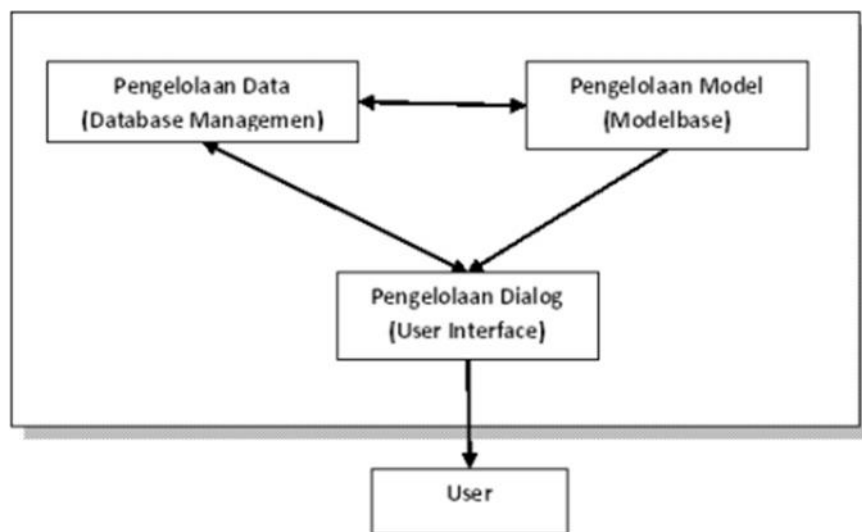 Pengelolaan Data
(Database Managemen)
Pengelolaan Model
(Modelbase)
Pengelolaan Dialog
(User Interface)
User